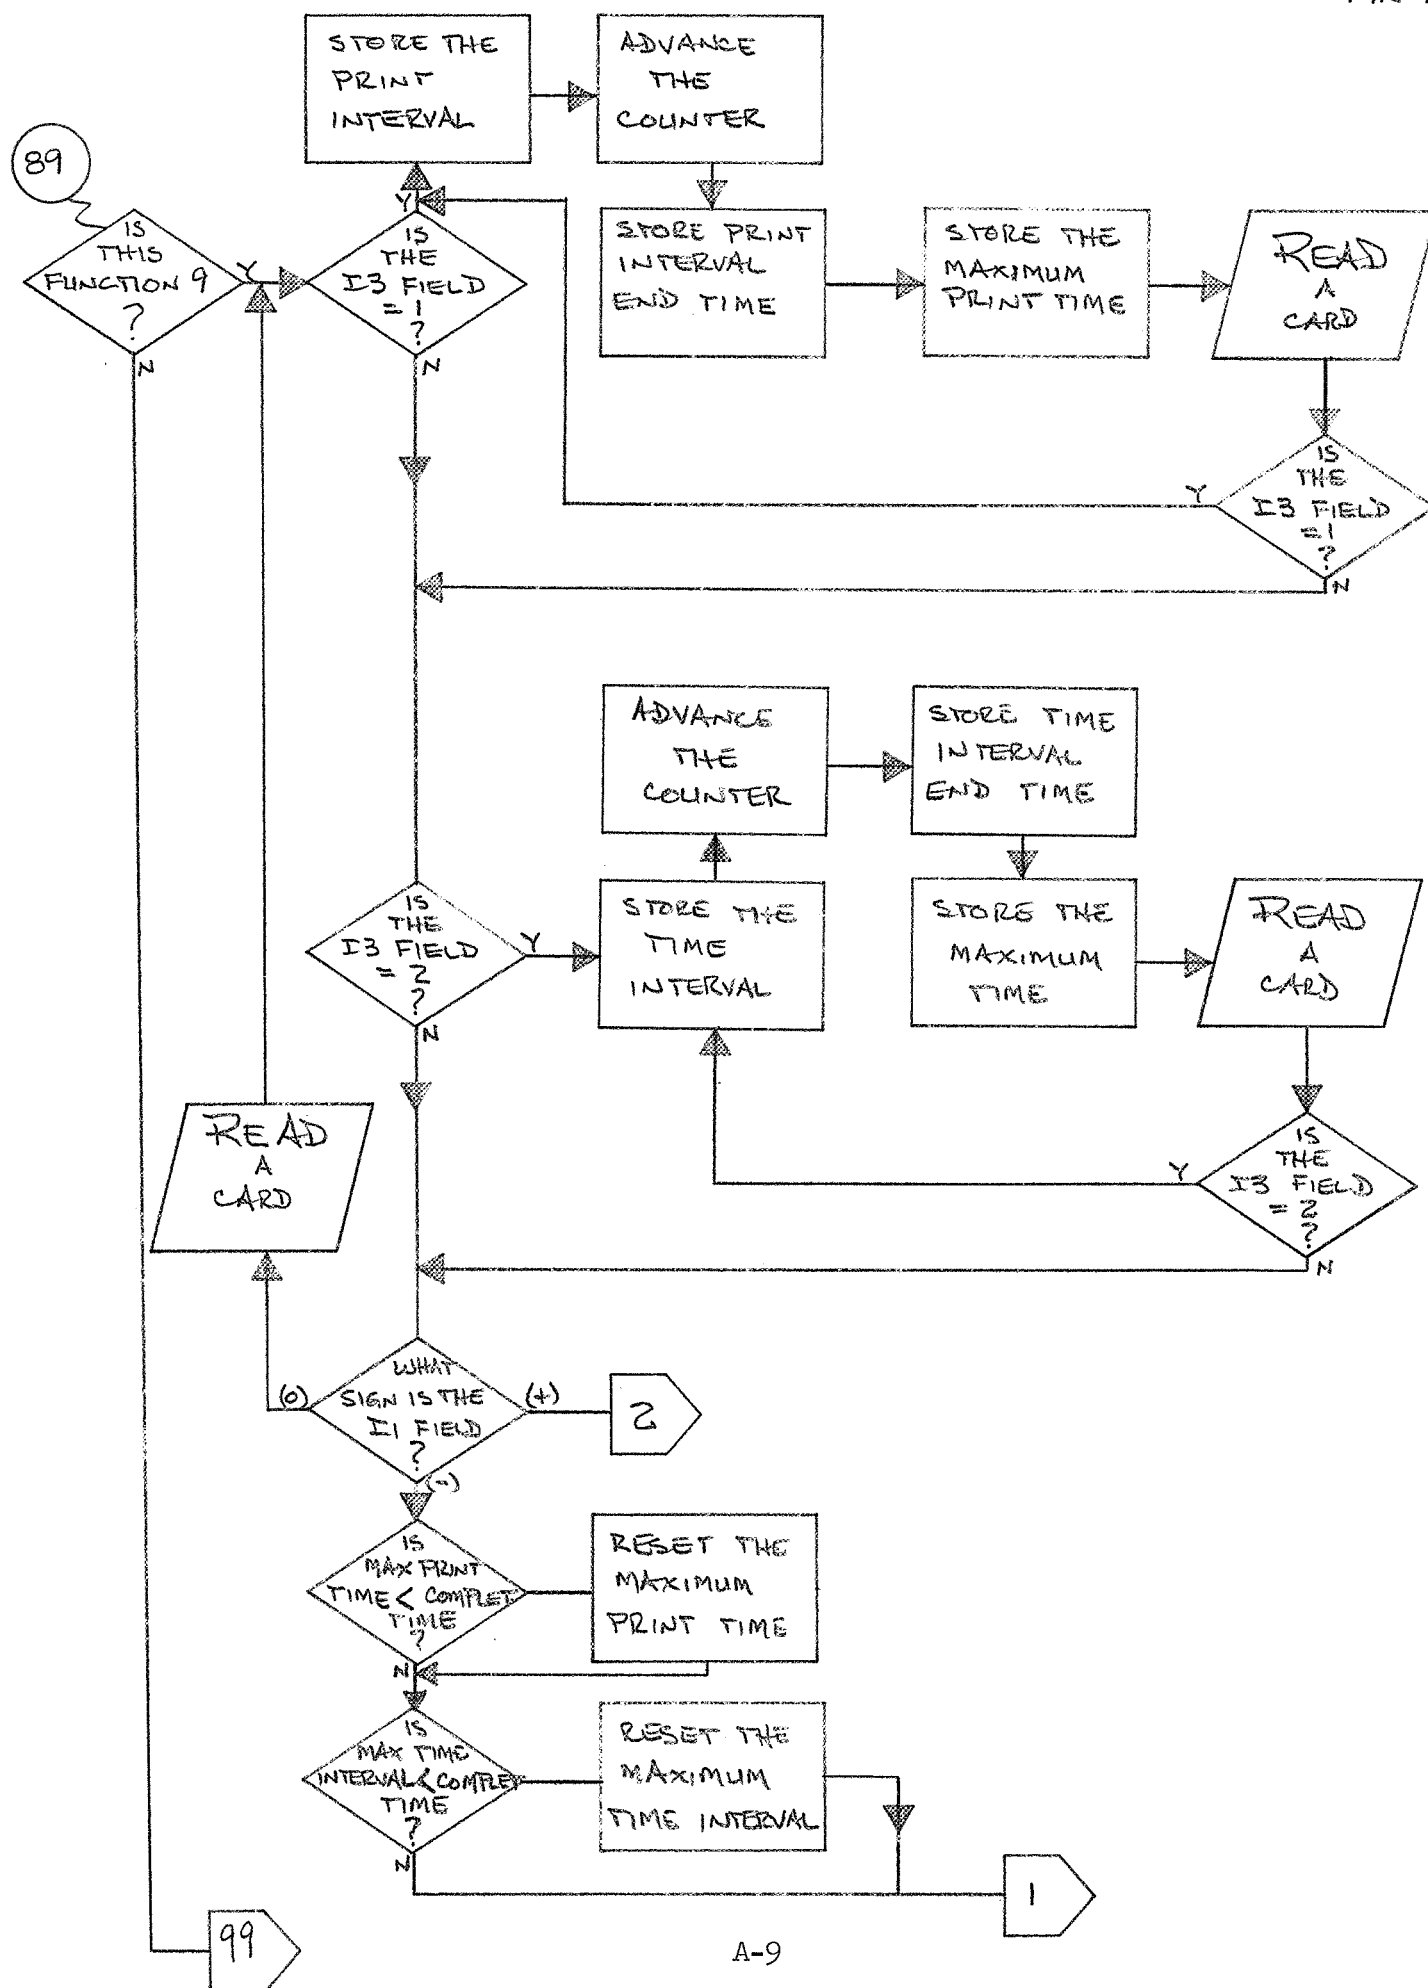 STORE THE
PRINT
INTERVAL
ADVANCE
THE
COUNTER
89
IS
THIS
FUNCTION 9
?
Y
N
Y
IS
THE
I3 FIELD
= 1
?
N
STORE PRINT
INTERVAL
END TIME
STORE THE
MAXIMUM
PRINT TIME
READ
A
CARD
IS
THE
I3 FIELD
= 1
?
Y
N
ADVANCE
THE
COUNTER
STORE TIME
INTERVAL
END TIME
IS
THE
I3 FIELD
= 2
?
Y
N
STORE THE
TIME
INTERVAL
STORE THE
MAXIMUM
TIME
READ
A
CARD
READ
A
CARD
IS
THE
I3 FIELD
= 2
?
Y
N
WHAT
SIGN IS THE
I1 FIELD
?
(0)
(+)
(-)
2
IS
MAX PRINT
TIME < COMPLET
TIME
?
N
RESET THE
MAXIMUM
PRINT TIME
IS
MAX TIME
INTERVAL < COMPLET
TIME
?
N
RESET THE
MAXIMUM
TIME INTERVAL
1
99
A-9